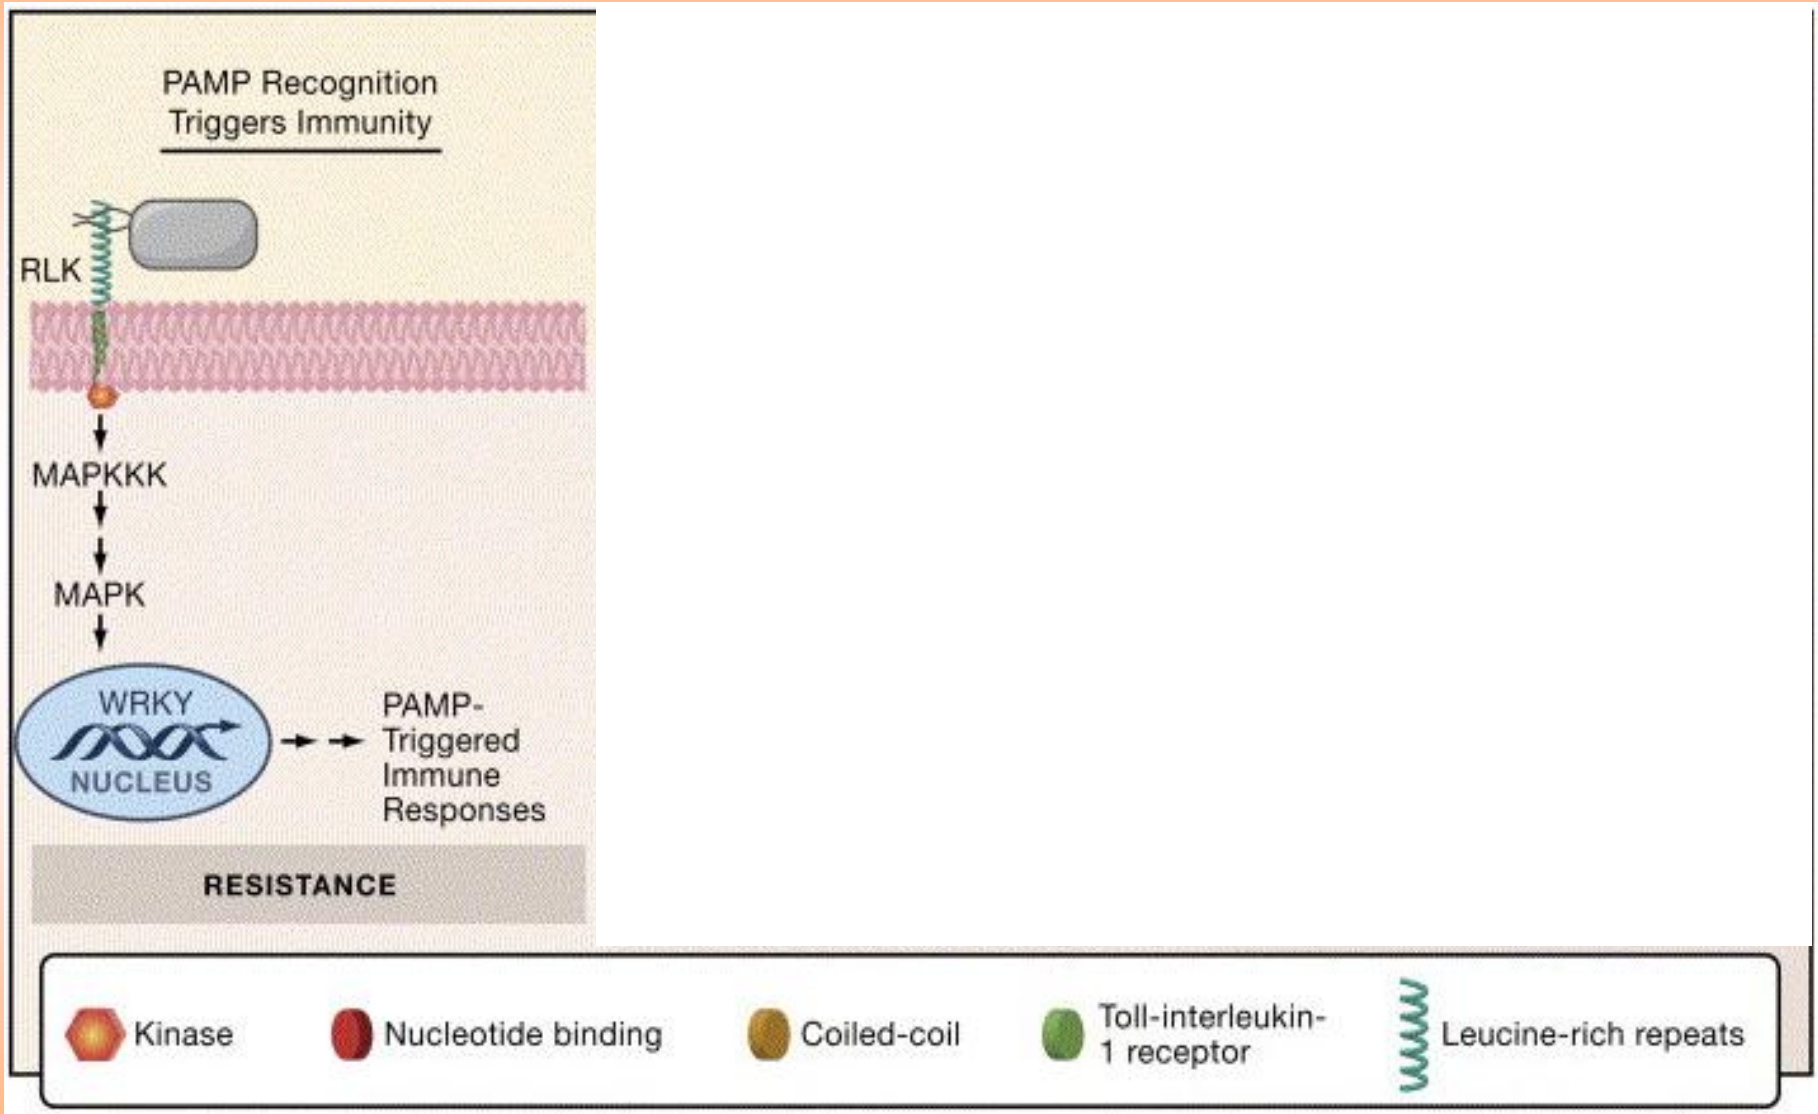 PAMP Recognition
Triggers Immunity
RLK
MAPKKK
MAPK
WRKY
NUCLEUS
PAMP-
Triggered
Immune
Responses
RESISTANCE
Kinase
Nucleotide binding
Coiled-coil
Toll-interleukin-
1 receptor
Leucine-rich repeats